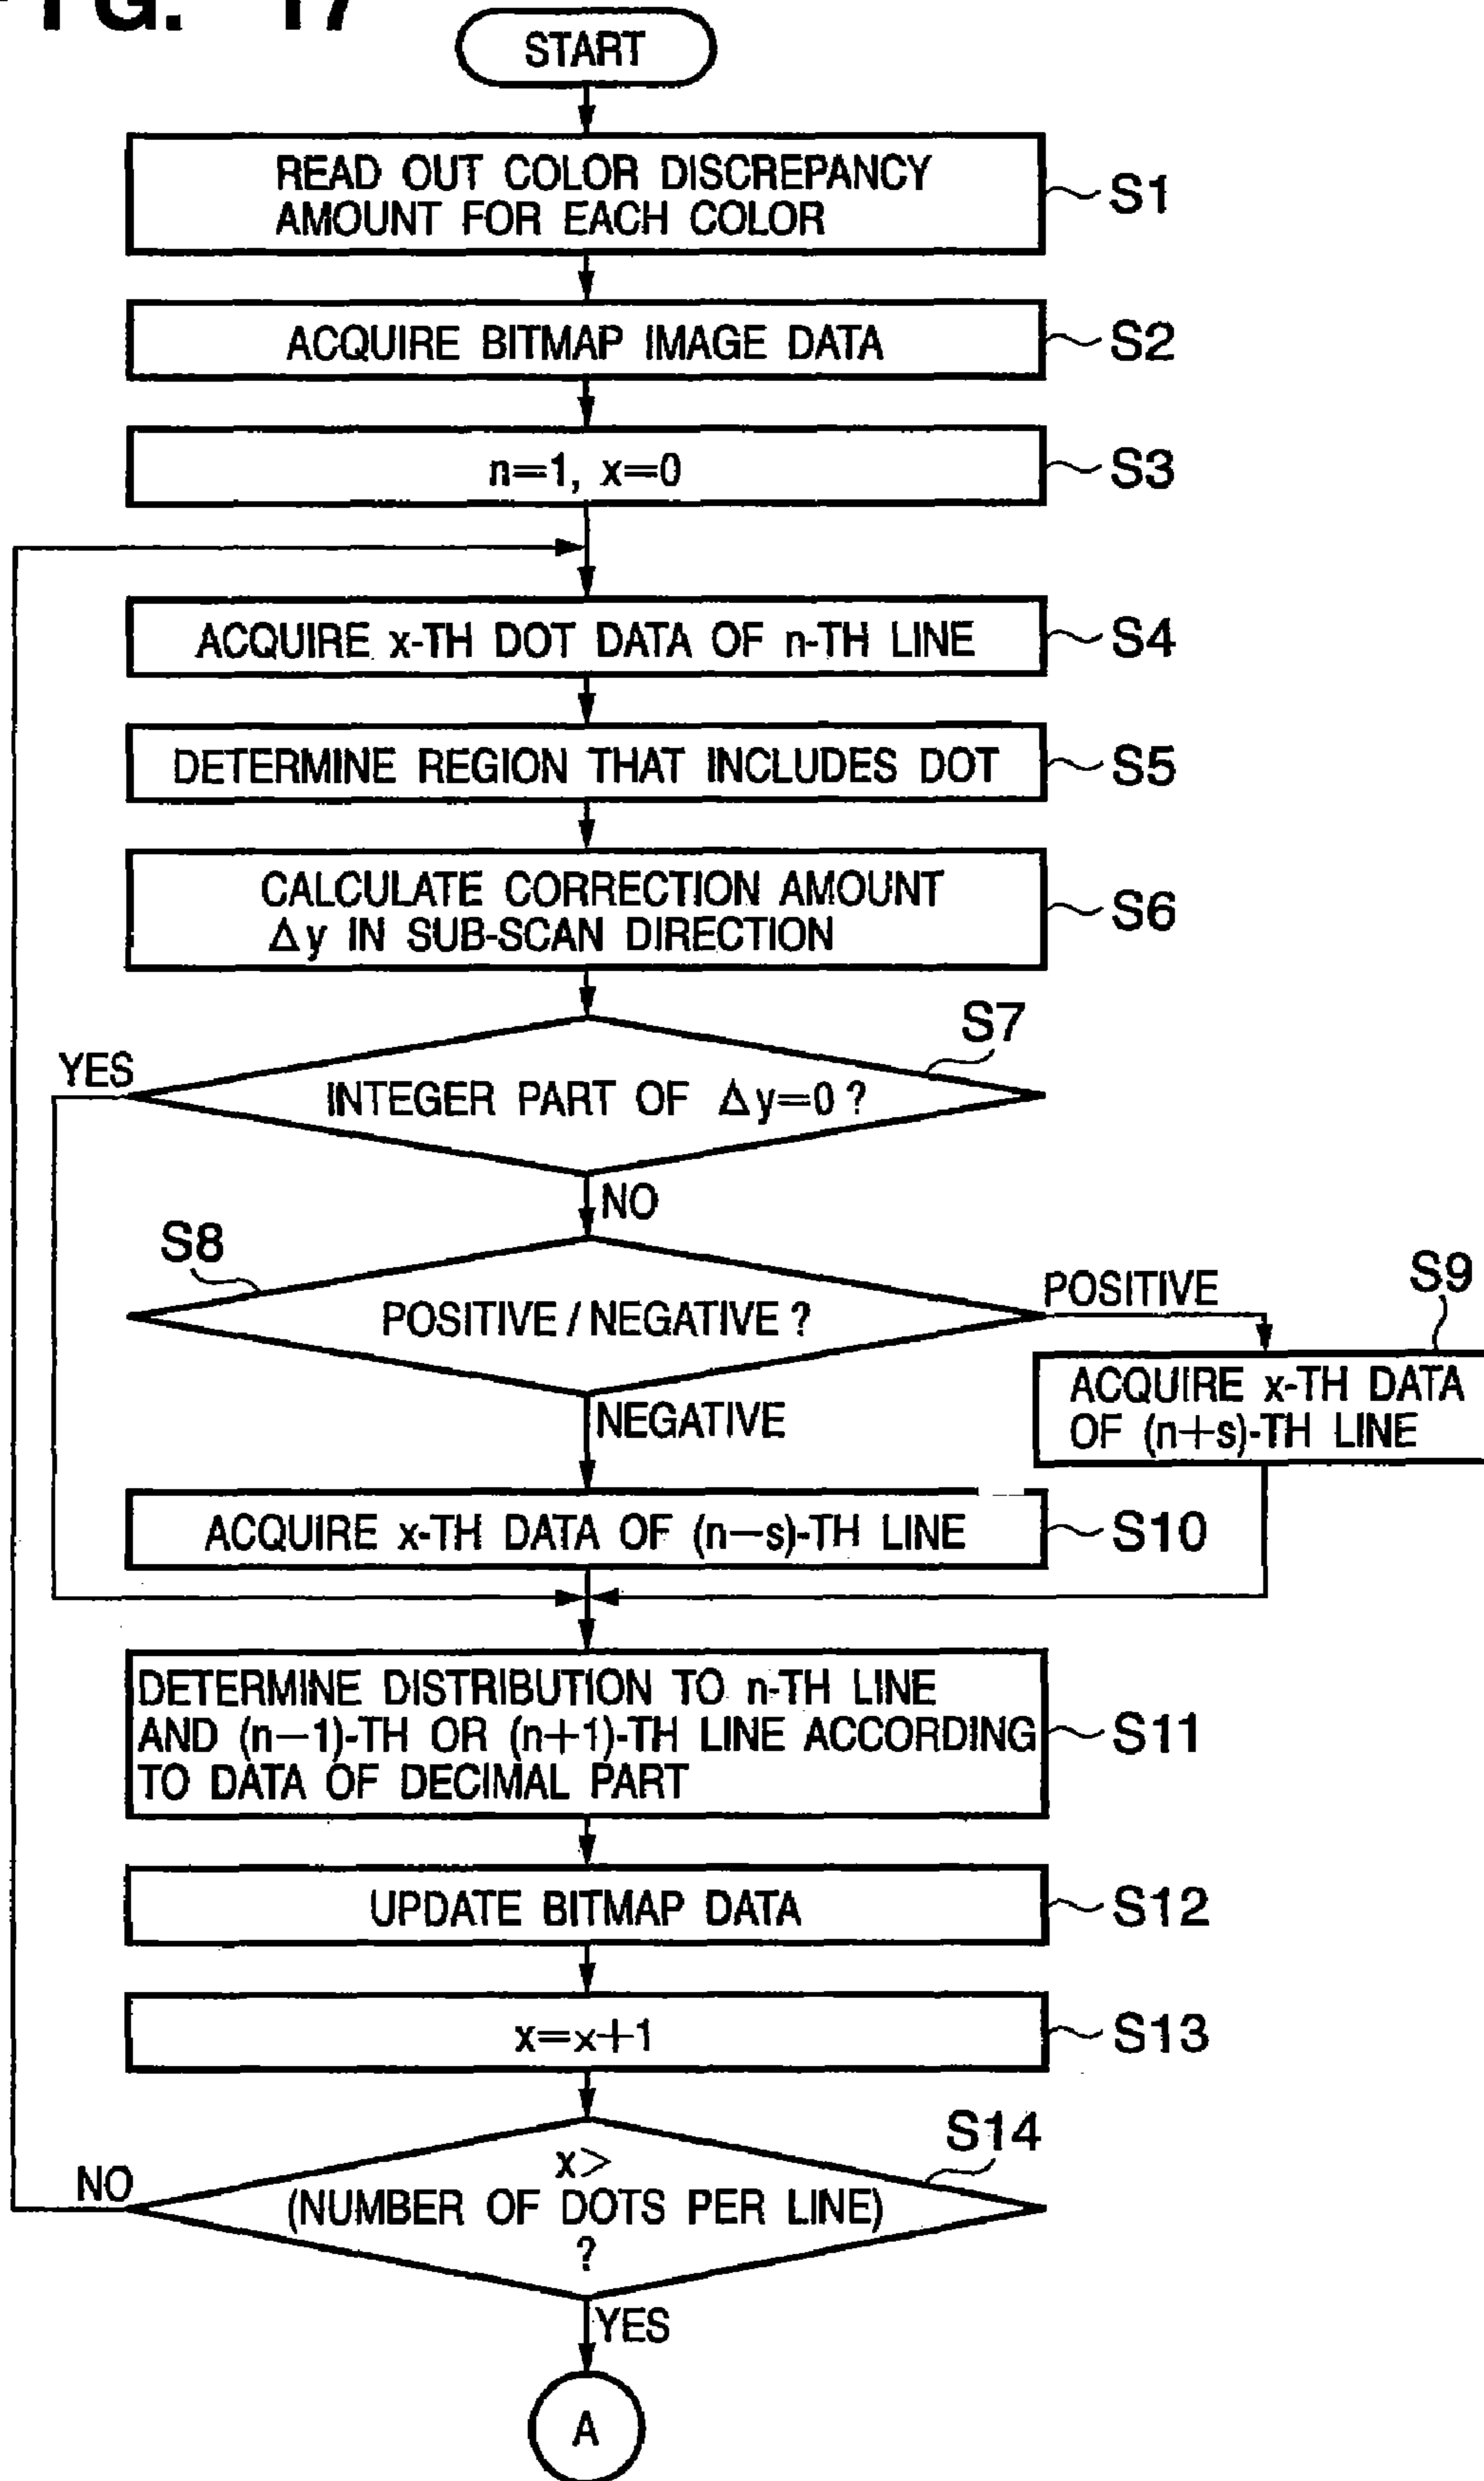 FIG. 17
START
READ OUT COLOR DISCREPANCY
AMOUNT FOR EACH COLOR
S1
ACQUIRE BITMAP IMAGE DATA
S2
n=1, x=0
S3
ACQUIRE x-TH DOT DATA OF n-TH LINE
S4
DETERMINE REGION THAT INCLUDES DOT
S5
CALCULATE CORRECTION AMOUNT
Δy IN SUB-SCAN DIRECTION
S6
S7
YES
INTEGER PART OF Δy=0 ?
NO
S8
POSITIVE / NEGATIVE ?
POSITIVE
S9
ACQUIRE x-TH DATA
OF (n+s)-TH LINE
NEGATIVE
ACQUIRE x-TH DATA OF (n−s)-TH LINE
S10
DETERMINE DISTRIBUTION TO n-TH LINE
AND (n−1)-TH OR (n+1)-TH LINE ACCORDING
TO DATA OF DECIMAL PART
S11
UPDATE BITMAP DATA
S12
x=x+1
S13
S14
x>
(NUMBER OF DOTS PER LINE)
?
NO
YES
A